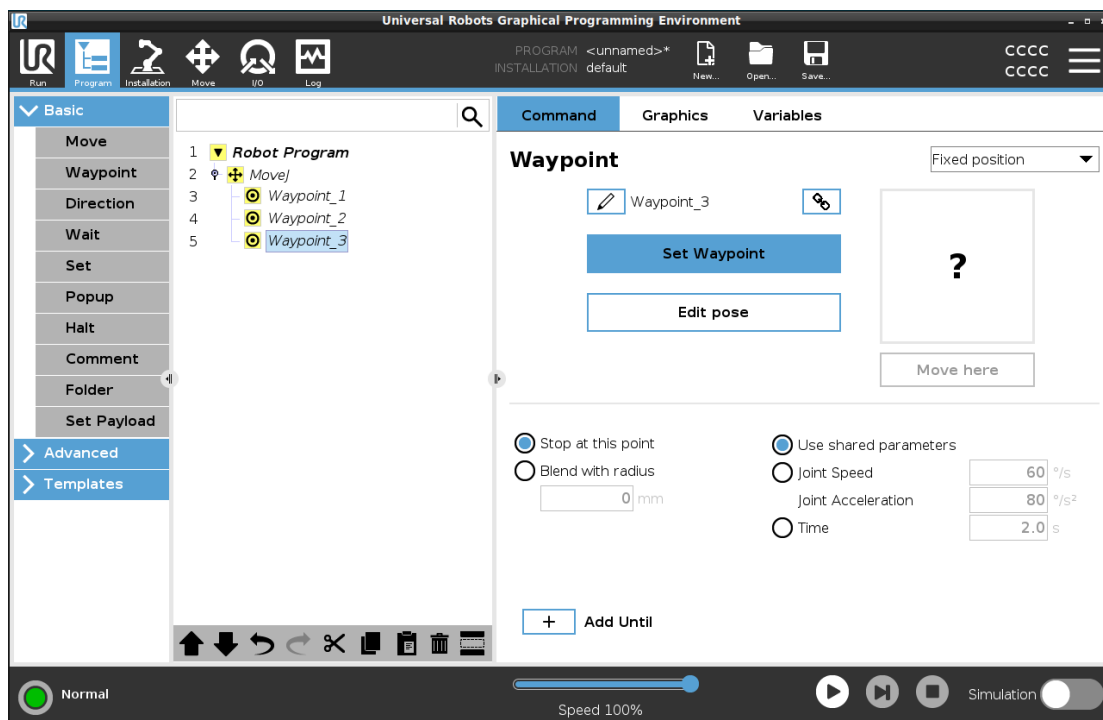 Universal Robots Graphical Programming Environment
Run
Program
Installation
Move
I/O
Log
PROGRAM <unnamed>*
INSTALLATION default
New...
Open...
Save...
CCCC
CCCC
Basic
Move
Waypoint
Direction
Wait
Set
Popup
Halt
Comment
Folder
Set Payload
Advanced
Templates
1 Robot Program
2 MoveJ
3 Waypoint_1
4 Waypoint_2
5 Waypoint_3
Command Graphics Variables
Waypoint
Fixed position
Waypoint_3
Set Waypoint
Edit pose
?
Move here
Stop at this point
Blend with radius
0 mm
Use shared parameters
Joint Speed 60 °/s
Joint Acceleration 80 °/s²
Time 2.0 s
+ Add Until
Normal
Speed 100%
Simulation